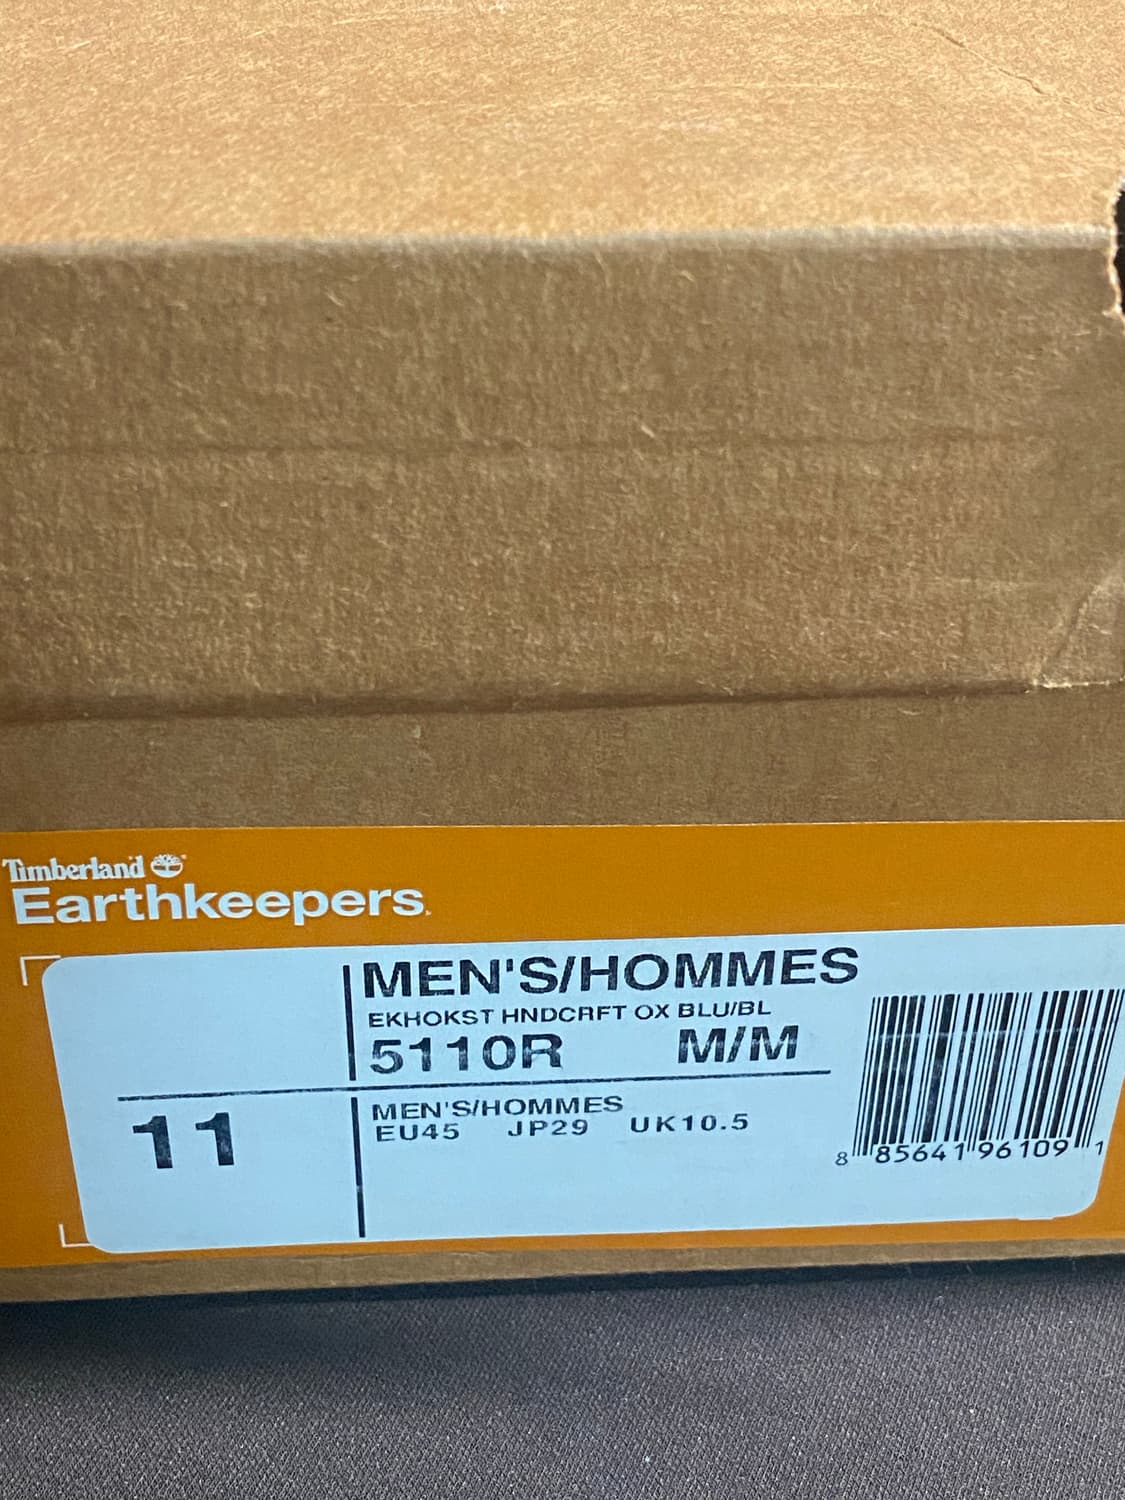 Timberland
Earthkeepers.
MEN'S/HOMMES
EKHOKST HNDCRFT OX BLU/BL
5110R M/M
11
MEN'S/HOMMES
EU45 JP29 UK10.5
8 85641 96109 1